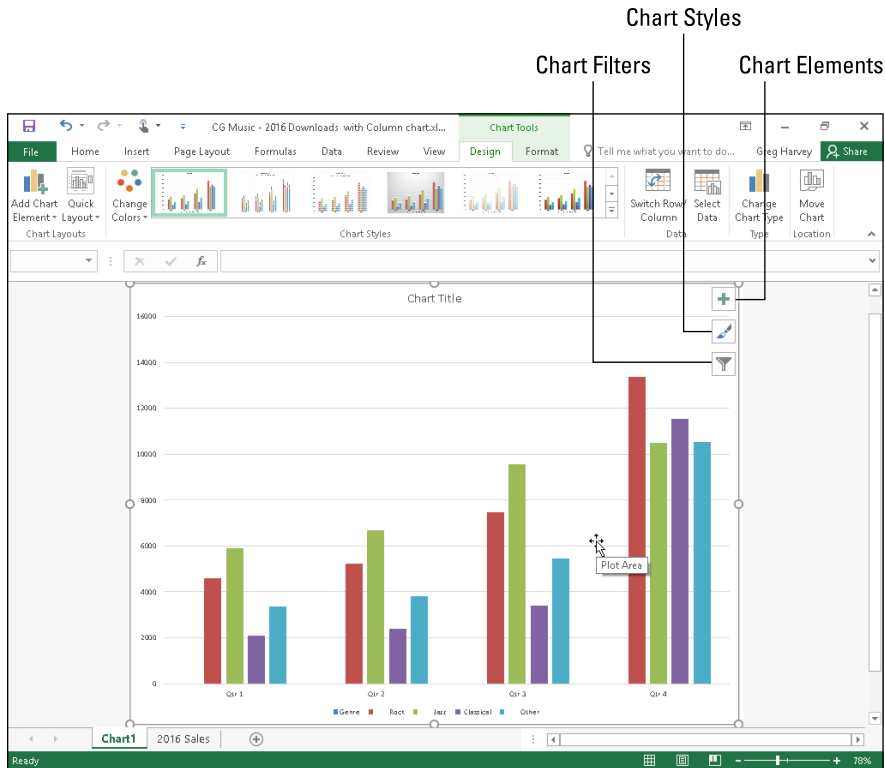 Chart Styles
Chart Filters Chart Elements
CG Music - 2016 Downloads with Column chart.xl... Chart Tools
File Home Insert Page Layout Formulas Data Review View Design Format Tell me what you want to do... Greg Harvey Share
Add Chart Quick Change Switch Row/ Select Change Move
Element Layout Colors Column Data Chart Type Chart
Chart Layouts Chart Styles Data Type Location
fx
Chart Title
16000
14000
12000
10000
8000
6000
Plot Area
4000
2000
0
Qtr 1 Qtr 2 Qtr 3 Qtr 4
Genre Rock Jazz Classical Other
Chart1 2016 Sales
Ready 78%